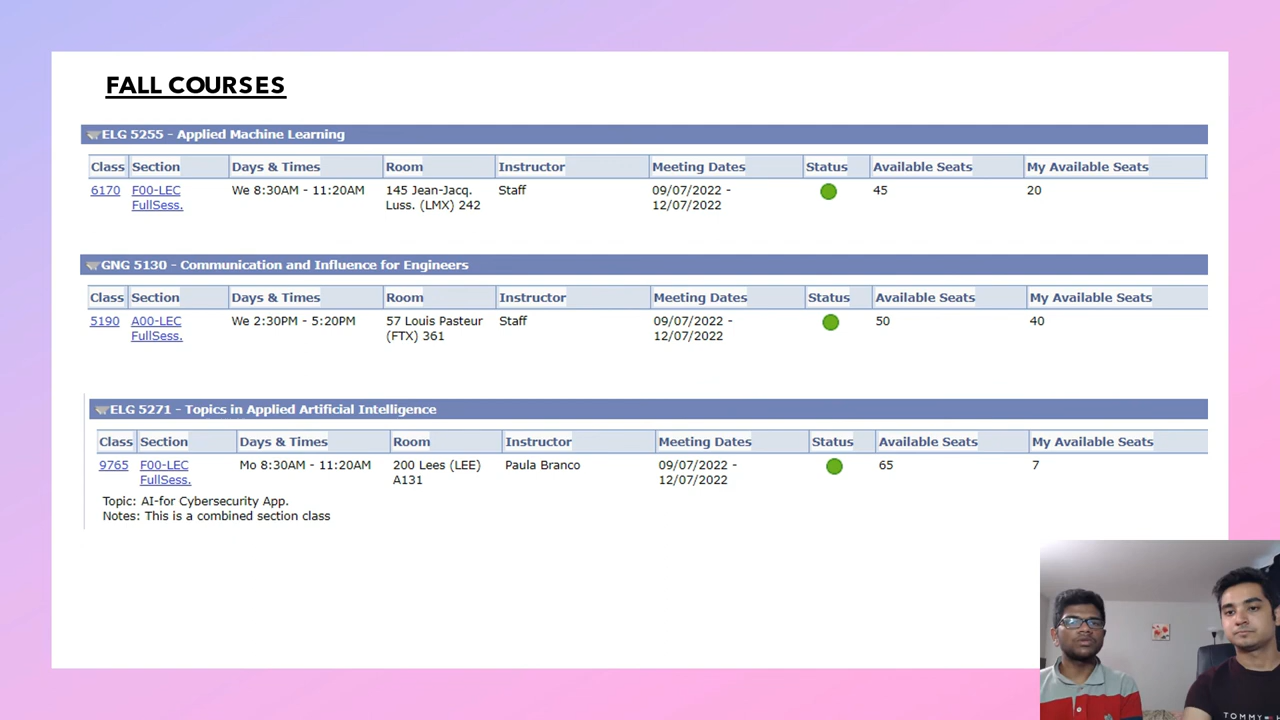 FALL COURSES
ELG 5255 - Applied Machine Learning
Class Section Days & Times Room Instructor Meeting Dates Status Available Seats My Available Seats
6170 F00-LEC We 8:30AM - 11:20AM 145 Jean-Jacq. Staff 09/07/2022 - 45 20
FullSess. Luss. (LMX) 242 12/07/2022
GNG 5130 - Communication and Influence for Engineers
Class Section Days & Times Room Instructor Meeting Dates Status Available Seats My Available Seats
5190 A00-LEC We 2:30PM - 5:20PM 57 Louis Pasteur Staff 09/07/2022 - 50 40
FullSess. (FTX) 361 12/07/2022
ELG 5271 - Topics in Applied Artificial Intelligence
Class Section Days & Times Room Instructor Meeting Dates Status Available Seats My Available Seats
9765 F00-LEC Mo 8:30AM - 11:20AM 200 Lees (LEE) Paula Branco 09/07/2022 - 65 7
FullSess. A131 12/07/2022
Topic: AI-for Cybersecurity App.
Notes: This is a combined section class
TOMMY